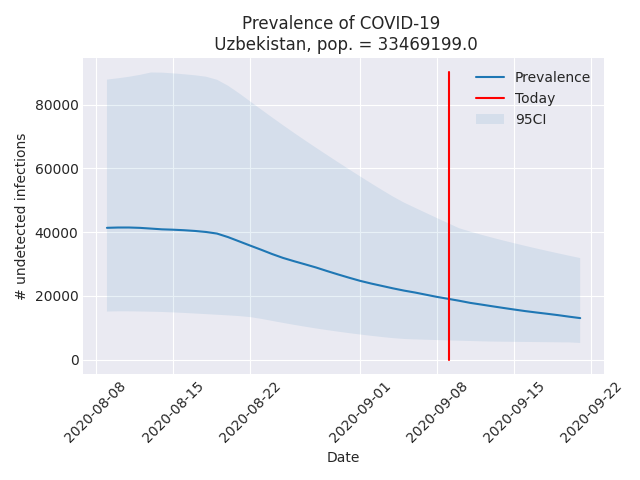 Prevalence of COVID-19
Uzbekistan, pop. = 33469199.0
Prevalence
Today
95CI
# undetected infections
80000
60000
40000
20000
0
2020-08-08
2020-08-15
2020-08-22
2020-09-01
2020-09-08
2020-09-15
2020-09-22
Date